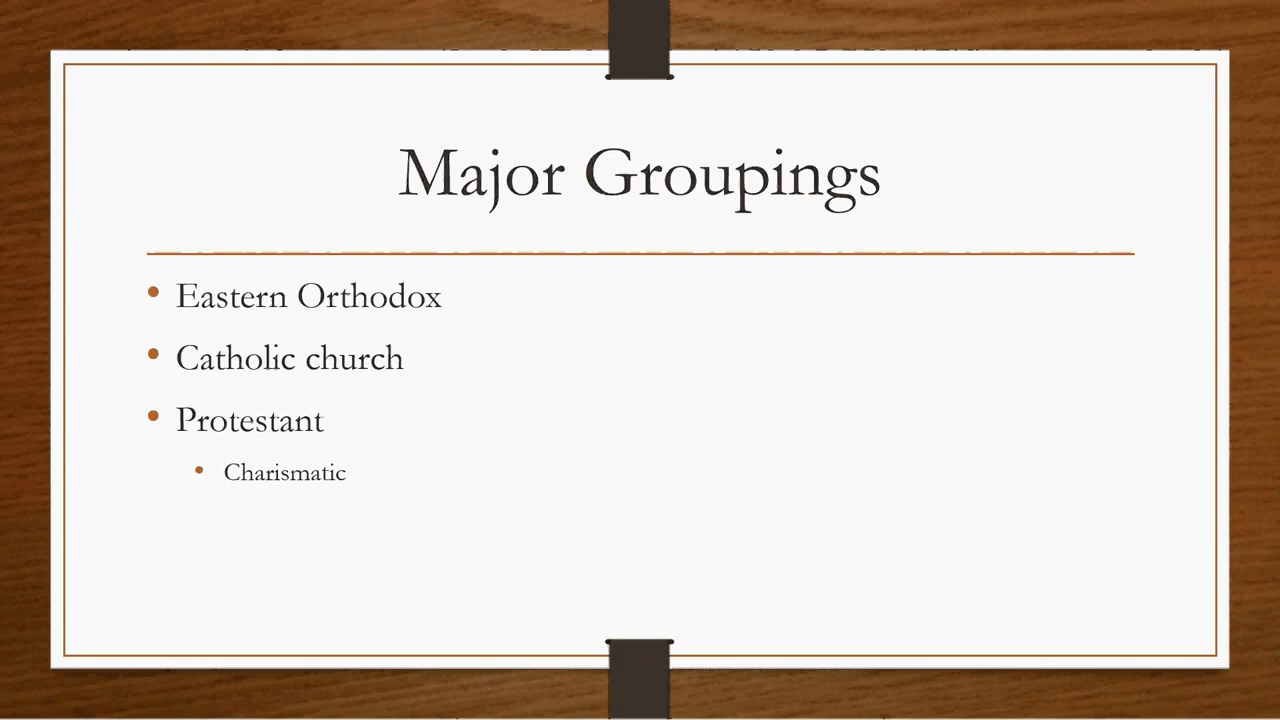 Major Groupings
Eastern Orthodox
Catholic church
Protestant
Charismatic